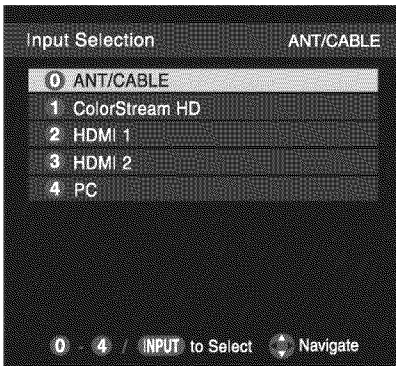 Input Selection ANT/CABLE
0 ANT/CABLE
1 ColorStream HD
2 HDMI 1
3 HDMI 2
4 PC
0 - 4 / INPUT to Select Navigate